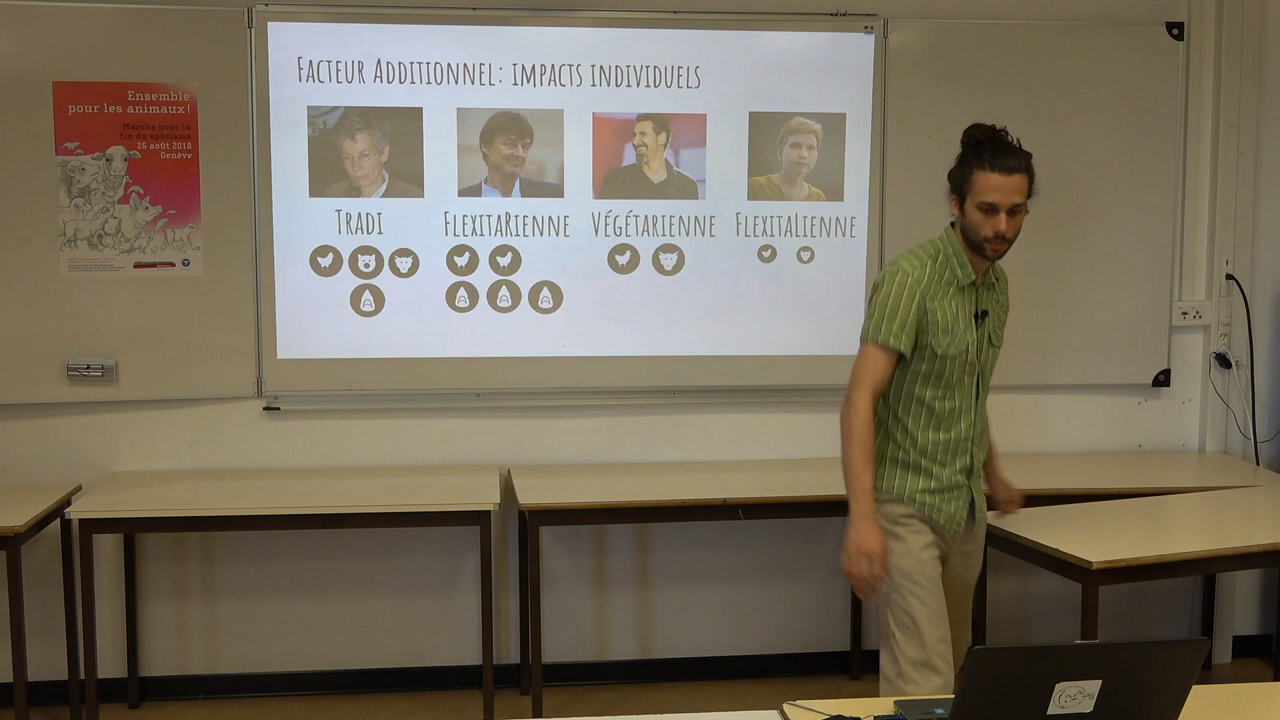 Facteur Additionnel: impacts individuels
Tradi
FlexitaRienne
Végétarienne
FlexitaLienne
Ensemble
pour les animaux!
Marche pour la
fin du spécisme
25 août 2018
Genève